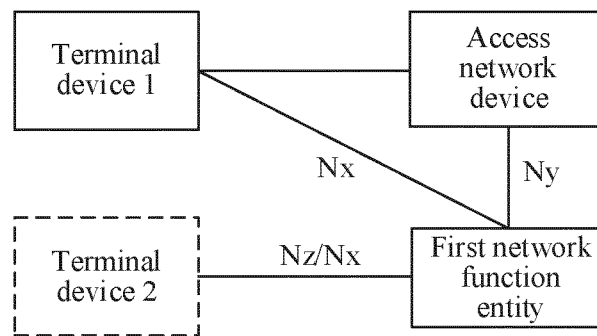 Terminal
device 1
Access
network
device
Nx
Ny
Terminal
device 2
Nz/Nx
First network
function
entity